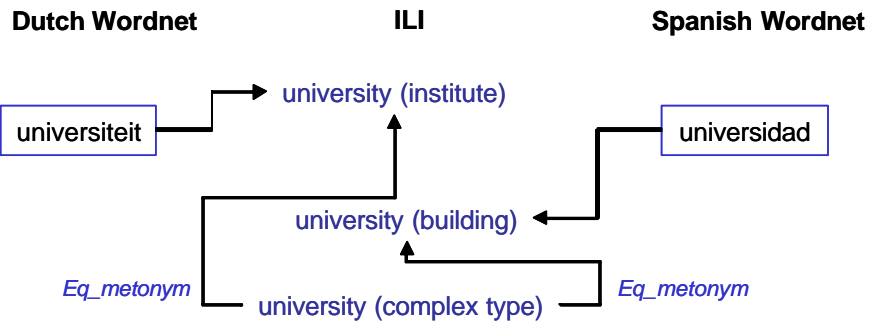 Dutch Wordnet ILI Spanish Wordnet
university (institute)
universiteit universidad
university (building)
Eq_metonym Eq_metonym
university (complex type)